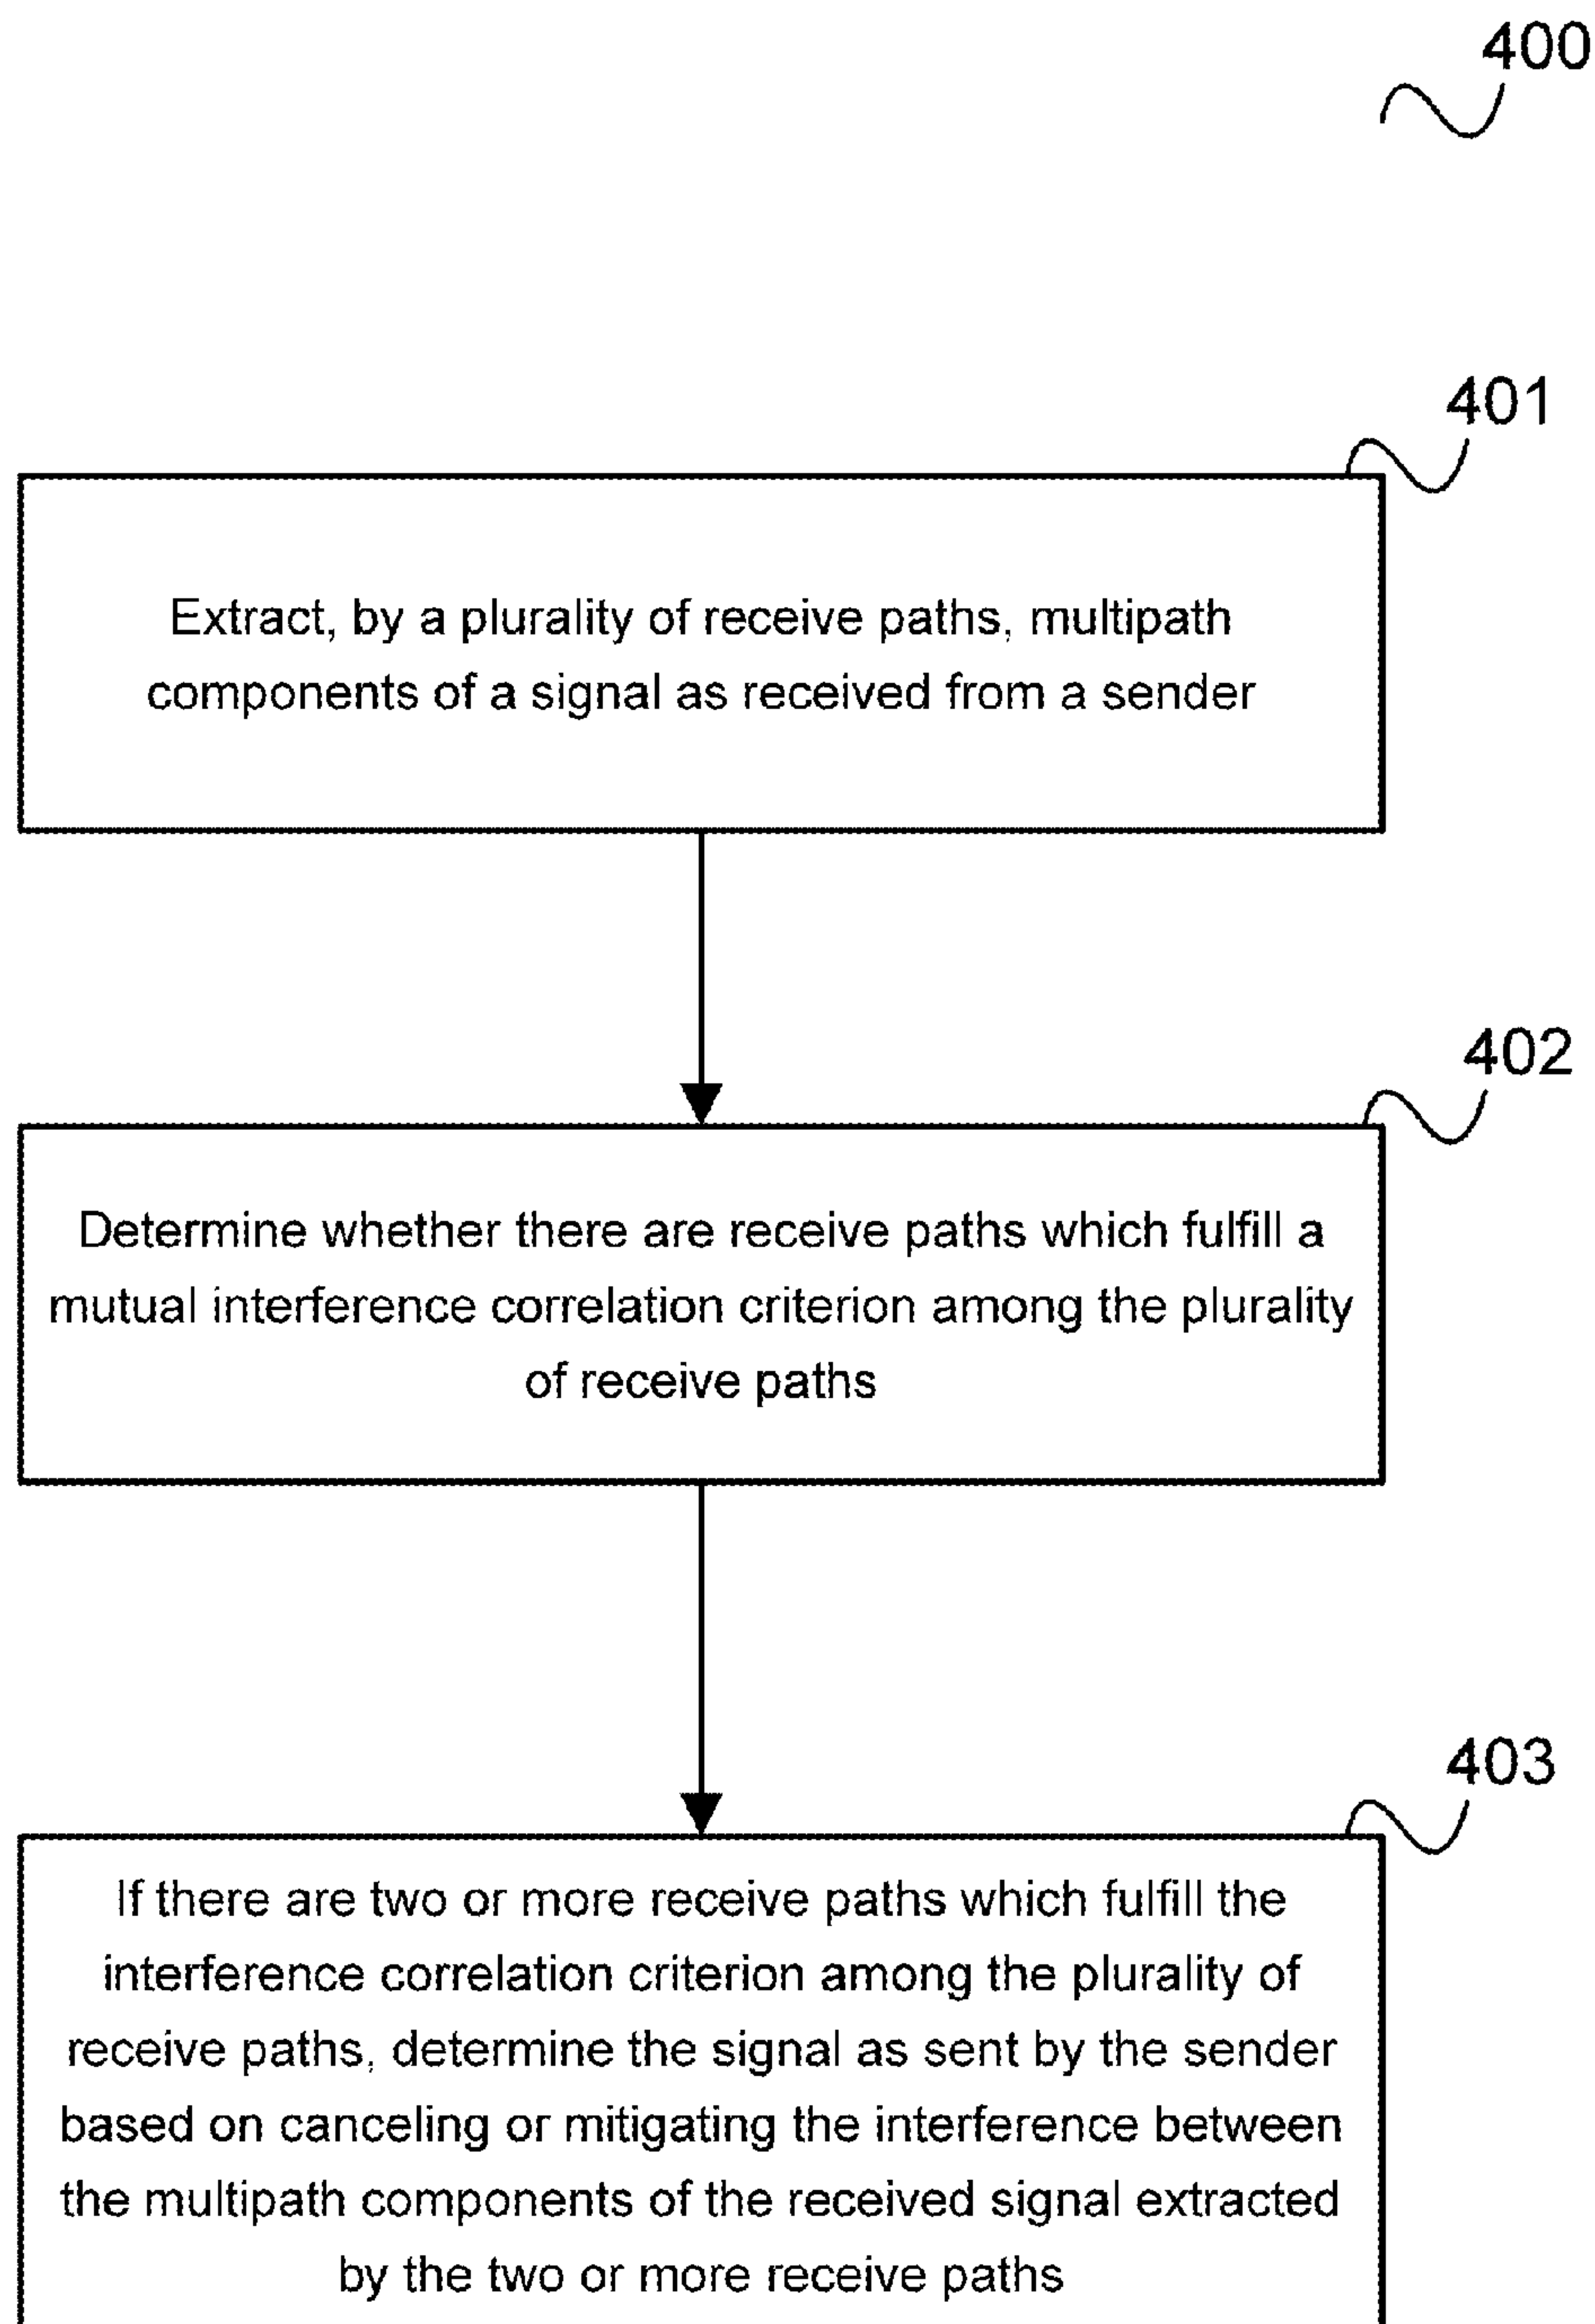 400
401
Extract, by a plurality of receive paths, multipath
components of a signal as received from a sender
402
Determine whether there are receive paths which fulfill a
mutual interference correlation criterion among the plurality
of receive paths
403
If there are two or more receive paths which fulfill the
interference correlation criterion among the plurality of
receive paths, determine the signal as sent by the sender
based on canceling or mitigating the interference between
the multipath components of the received signal extracted
by the two or more receive paths